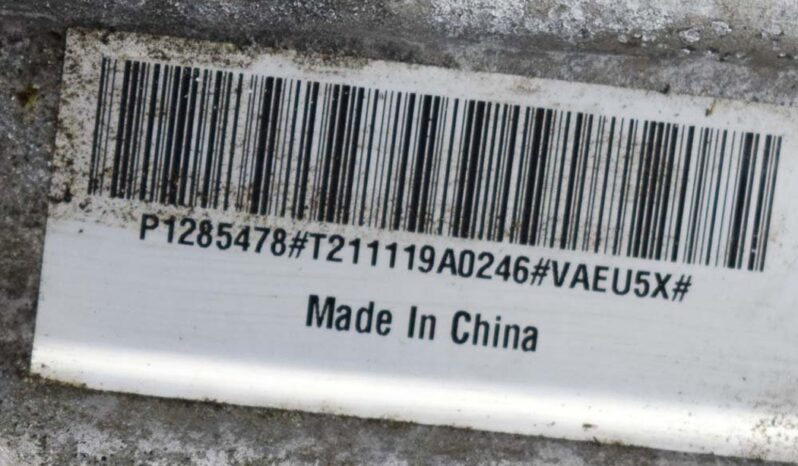 P1285478#T211119A0246#VAEU5X#
Made In China